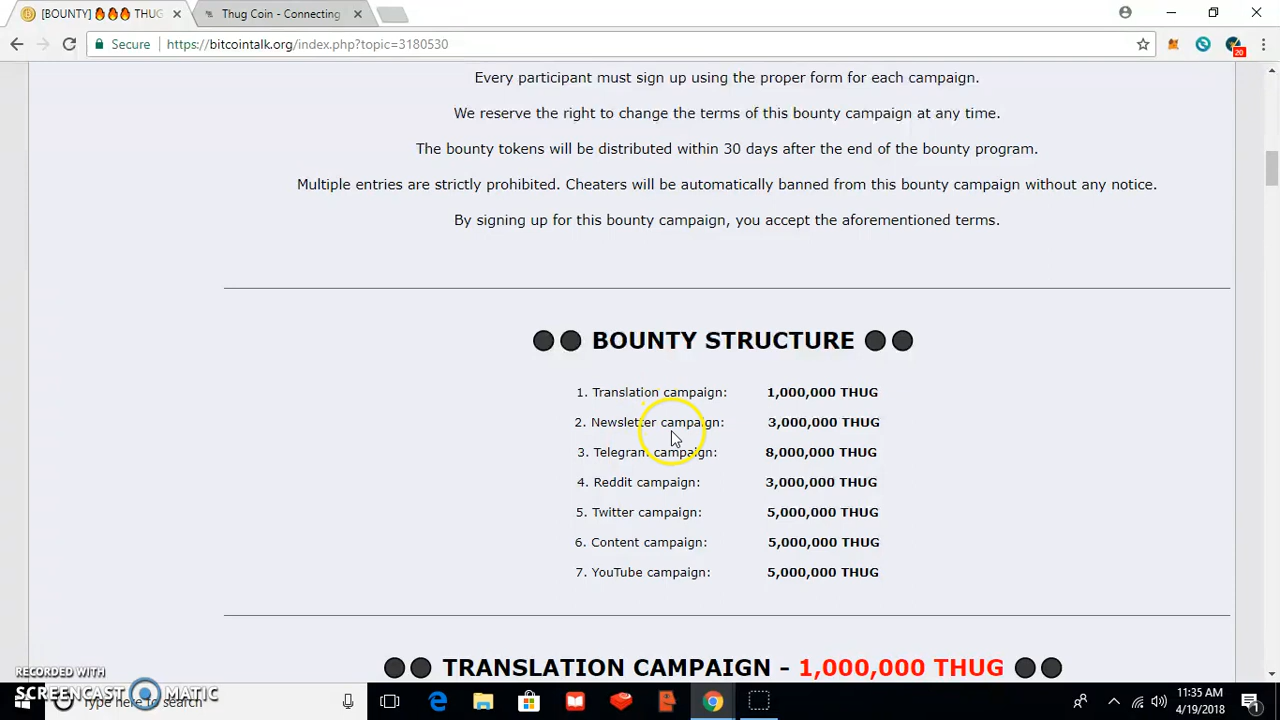 [BOUNTY] 🔥🔥🔥 THUG
Thug Coin - Connecting
Secure https://bitcointalk.org/index.php?topic=3180530
20
Every participant must sign up using the proper form for each campaign.
We reserve the right to change the terms of this bounty campaign at any time.
The bounty tokens will be distributed within 30 days after the end of the bounty program.
Multiple entries are strictly prohibited. Cheaters will be automatically banned from this bounty campaign without any notice.
By signing up for this bounty campaign, you accept the aforementioned terms.
BOUNTY STRUCTURE
1. Translation campaign: 1,000,000 THUG
2. Newsletter campaign: 3,000,000 THUG
3. Telegram campaign: 8,000,000 THUG
4. Reddit campaign: 3,000,000 THUG
5. Twitter campaign: 5,000,000 THUG
6. Content campaign: 5,000,000 THUG
7. YouTube campaign: 5,000,000 THUG
TRANSLATION CAMPAIGN - 1,000,000 THUG
RECORDED WITH
SCREENCAST MATIC
Type here to search
11:35 AM
4/19/2018
1